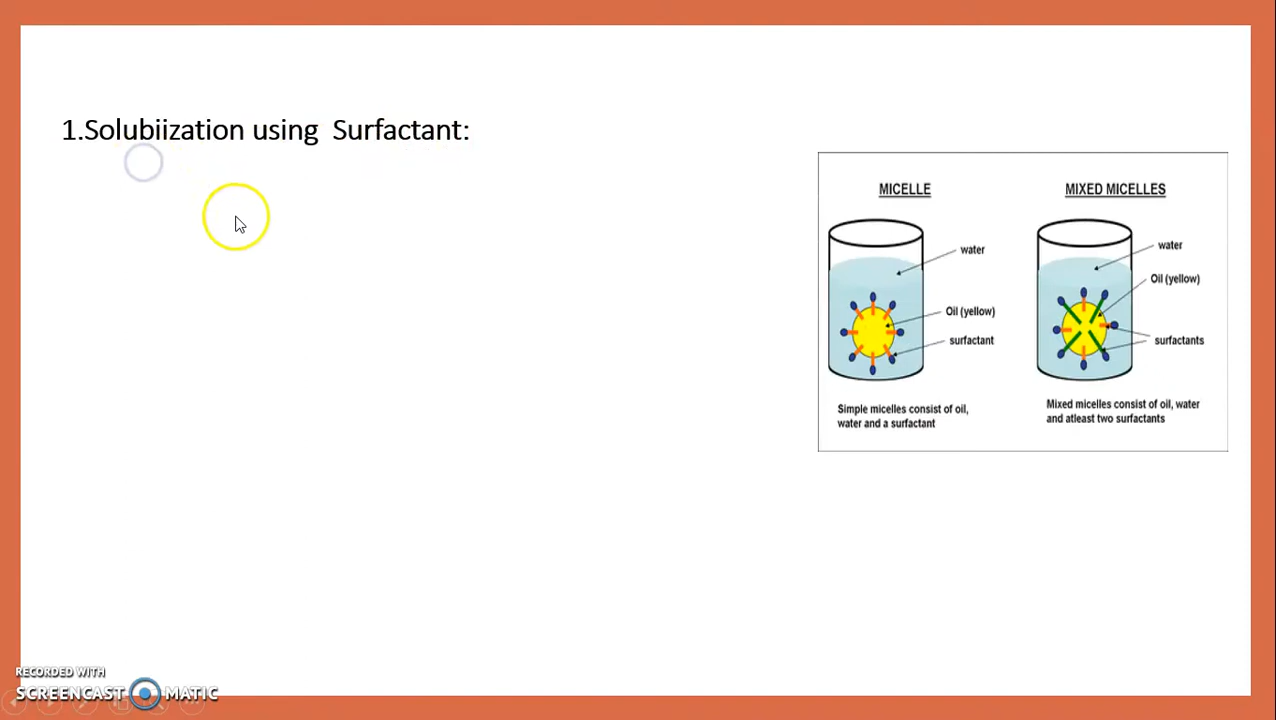 1.Solubiization using Surfactant:
MICELLE
water
Oil (yellow)
surfactant
Simple micelles consist of oil,
water and a surfactant
MIXED MICELLES
water
Oil (yellow)
surfactants
Mixed micelles consist of oil, water
and atleast two surfactants
RECORDED WITH
SCREENCAST MATIC